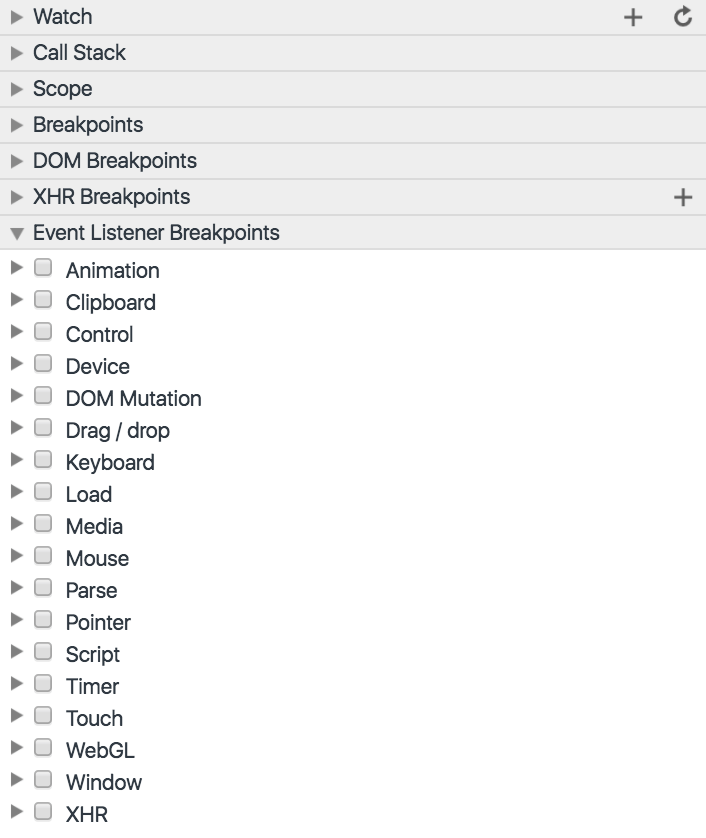 Watch
Call Stack
Scope
Breakpoints
DOM Breakpoints
XHR Breakpoints
Event Listener Breakpoints
Animation
Clipboard
Control
Device
DOM Mutation
Drag / drop
Keyboard
Load
Media
Mouse
Parse
Pointer
Script
Timer
Touch
WebGL
Window
XHR